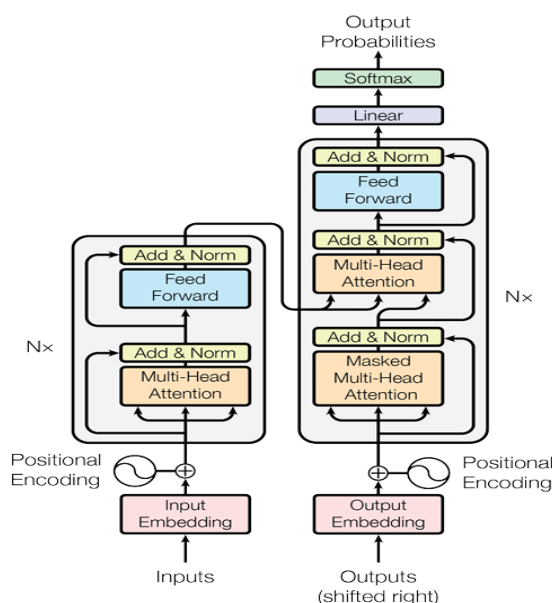 Output
Probabilities
Softmax
Linear
Add & Norm
Feed
Forward
Add & Norm
Multi-Head
Attention
Add & Norm
Masked
Multi-Head
Attention
N×
Add & Norm
Feed
Forward
Add & Norm
Multi-Head
Attention
N×
Positional
Encoding
Positional
Encoding
Input
Embedding
Output
Embedding
Inputs
Outputs
(shifted right)